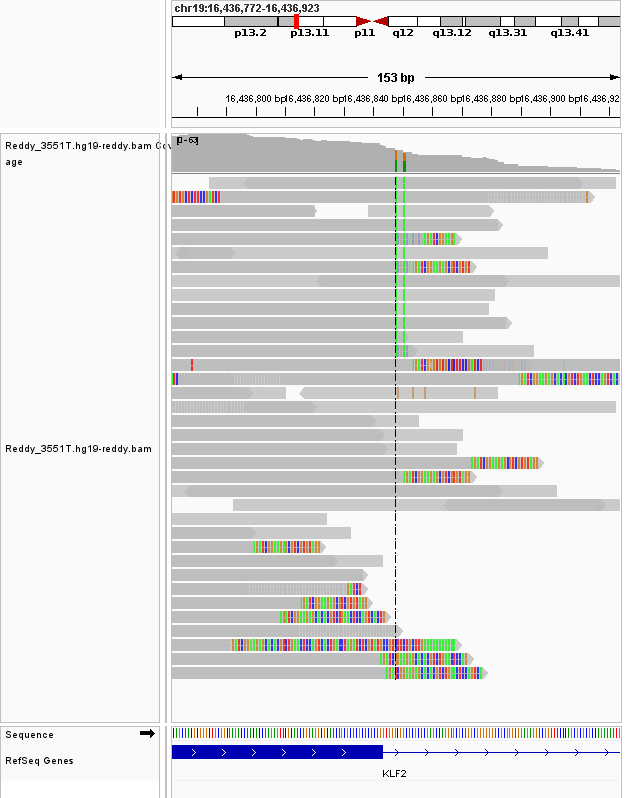 chr19:16,436,772-16,436,923
p13.2 p13.11 p11 q12 q13.12 q13.31 q13.41
153 bp
16,436,800 bp 16,436,820 bp 16,436,840 bp 16,436,860 bp 16,436,880 bp 16,436,900 bp 16,436,92
Reddy_3551T.hg19-reddy.bam Cov
age
[0-63]
Reddy_3551T.hg19-reddy.bam
Sequence
RefSeq Genes
KLF2